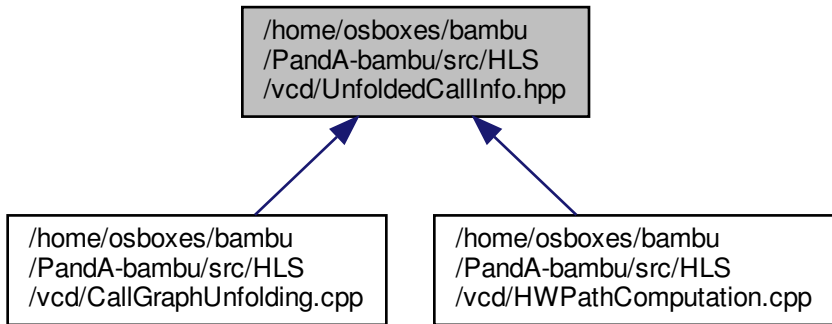 /home/osboxes/bambu
/PandA-bambu/src/HLS
/vcd/UnfoldedCallInfo.hpp
/home/osboxes/bambu
/PandA-bambu/src/HLS
/vcd/CallGraphUnfolding.cpp
/home/osboxes/bambu
/PandA-bambu/src/HLS
/vcd/HWPathComputation.cpp